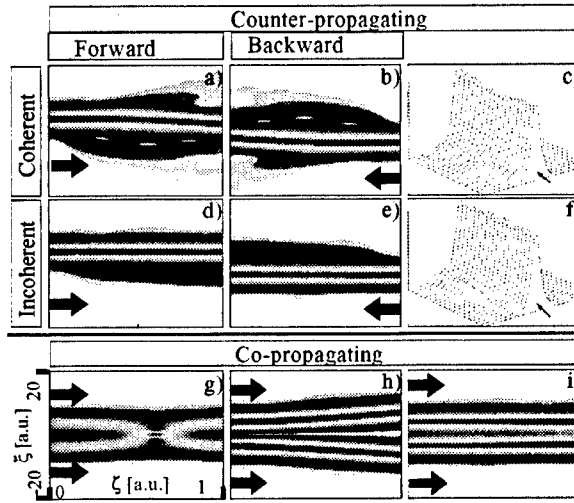 Counter-propagating
Forward
Backward
Coherent
a)
b)
c
Incoherent
d)
e)
f
Co-propagating
g)
h)
i
ξ [a.u.]
20
-20
0
ζ [a.u.]
1